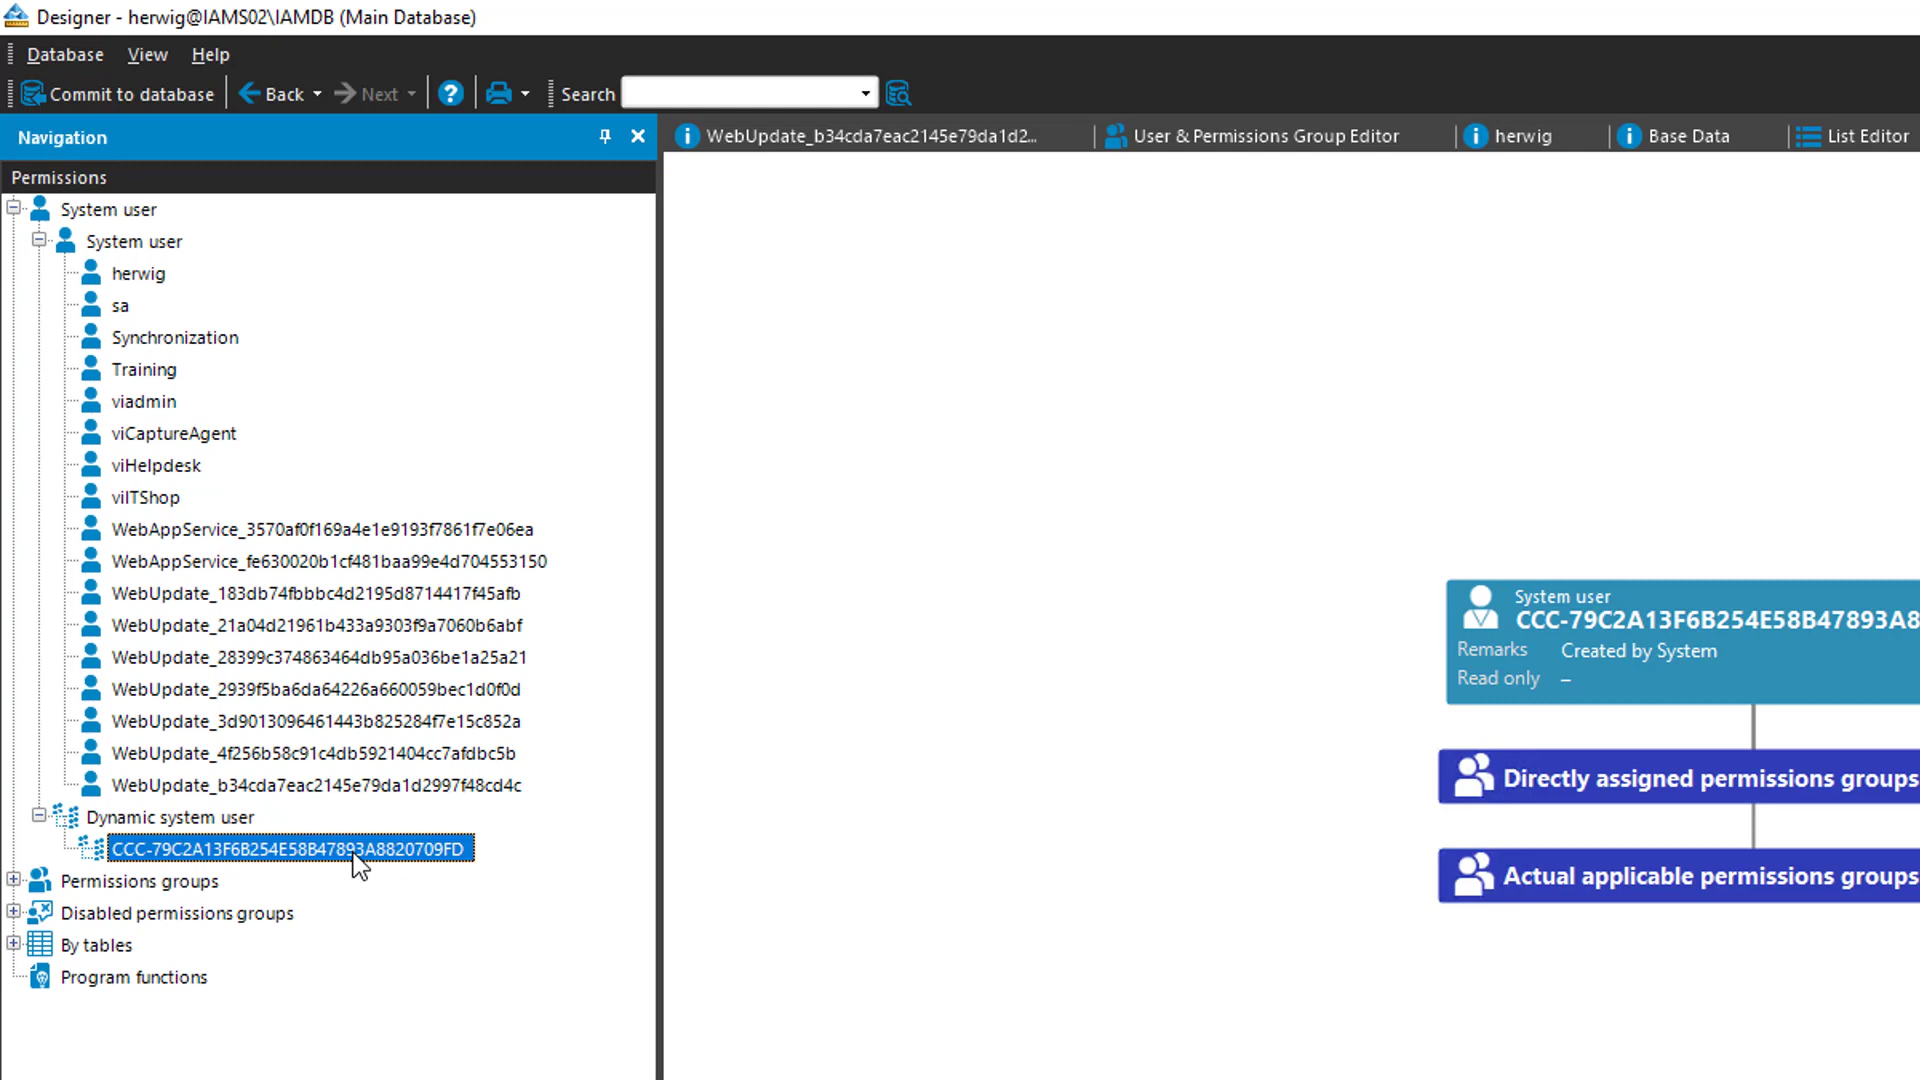 Designer - herwig@IAMS02\IAMDB (Main Database)
Database View Help
Commit to database Back Next Search
Navigation
WebUpdate_b34cda7eac2145e79da1d2... User & Permissions Group Editor herwig Base Data List Editor
Permissions
System user
System user
herwig
sa
Synchronization
Training
viadmin
viCaptureAgent
viHelpdesk
viITShop
WebAppService_3570af0f169a4e1e9193f7861f7e06ea
WebAppService_fe630020b1cf481baa99e4d704553150
WebUpdate_183db74fbbbc4d2195d8714417f45afb
WebUpdate_21a04d21961b433a9303f9a7060b6abf
WebUpdate_28399c374863464db95a036be1a25a21
WebUpdate_2939f5ba6da64226a660059bec1d0f0d
WebUpdate_3d9013096461443b825284f7e15c852a
WebUpdate_4f256b58c91c4db5921404cc7afdbc5b
WebUpdate_b34cda7eac2145e79da1d2997f48cd4c
Dynamic system user
CCC-79C2A13F6B254E58B47893A8820709FD
Permissions groups
Disabled permissions groups
By tables
Program functions
System user
CCC-79C2A13F6B254E58B47893A8
Remarks Created by System
Read only –
Directly assigned permissions groups
Actual applicable permissions groups